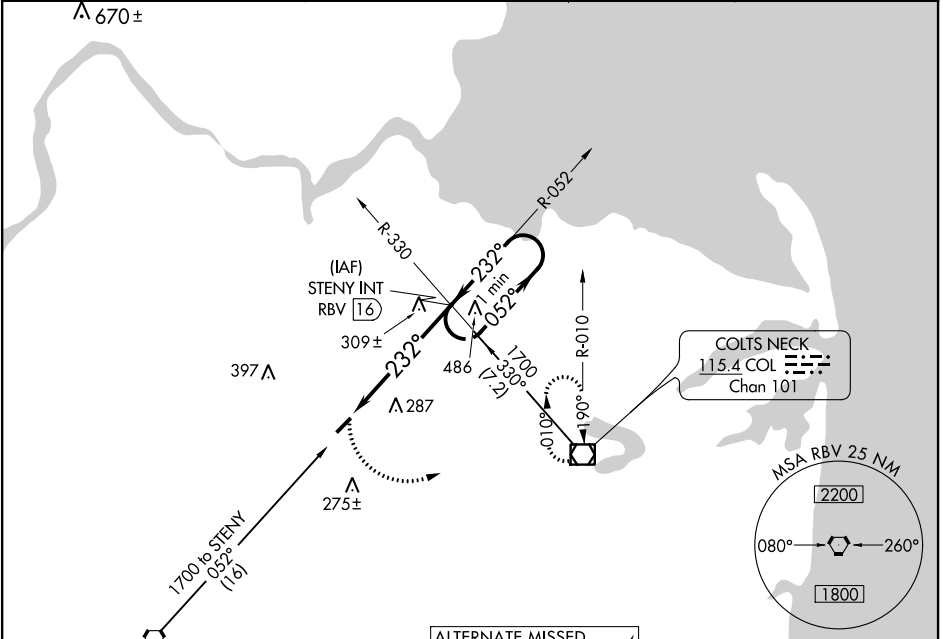 670 ±
R-052
R-330
(IAF)
STENY INT
RBV 16
232°
1 min
052°
309 ±
232°
486
R-010
1700
330°
(7.2)
COLTS NECK
115.4 COL
Chan 101
397
287
010°
190°
275 ±
MSA RBV 25 NM
2200
080°
260°
1800
1700 to STENY
052°
(16)
ALTERNATE MISSED